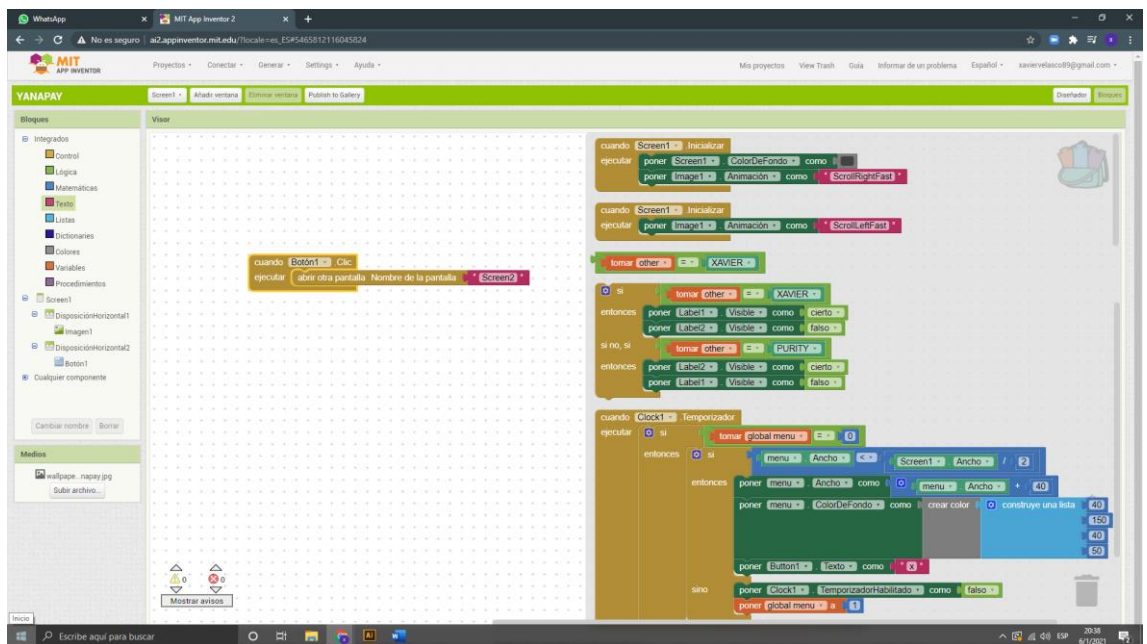 WhatsApp
MIT App Inventor 2
No es seguro
ai2.appinventor.mit.edu/?locale=es_ES#5465812116045824
MIT
APP INVENTOR
Proyectos
Conectar
Generar
Settings
Ayuda
Mis proyectos
View Trash
Guía
Informar de un problema
Español
xaviervelasco89@gmail.com
YANAPAY
Screen1
Añadir ventana
Eliminar ventana
Publish to Gallery
Diseñador
Bloques
Bloques
Visor
Integrados
Control
Lógica
Matemáticas
Texto
Listas
Dictionaries
Colores
Variables
Procedimientos
Screen1
DisposiciónHorizontal1
Imagen1
DisposiciónHorizontal2
Botón1
Cualquier componente
Cambiar nombre
Borrar
Medios
wallpape...napay.jpg
Subir archivo...
cuando Botón1 . Clic
ejecutar abrir otra pantalla Nombre de la pantalla " Screen2 "
0 0
Mostrar avisos
cuando Screen1 . Inicializar
ejecutar poner Screen1 . ColorDeFondo como
poner Image1 . Animación como " ScrollRightFast "
cuando Screen1 . Inicializar
ejecutar poner Image1 . Animación como " ScrollLeftFast "
tomar other = XAVIER
si tomar other = XAVIER
entonces poner Label1 . Visible como cierto
poner Label2 . Visible como falso
si no, si tomar other = PURITY
entonces poner Label2 . Visible como cierto
poner Label1 . Visible como falso
cuando Clock1 .Temporizador
ejecutar si tomar global menu = 0
entonces si menu . Ancho < Screen1 . Ancho / 2
entonces poner menu . Ancho como menu . Ancho + 40
poner menu . ColorDeFondo como crear color construye una lista 40
150
40
50
poner Button1 . Texto como " x "
sino poner Clock1 . TemporizadorHabilitado como falso
poner global menu a 1
Inicio
Escribe aquí para buscar
ESP
20:38
6/1/2021